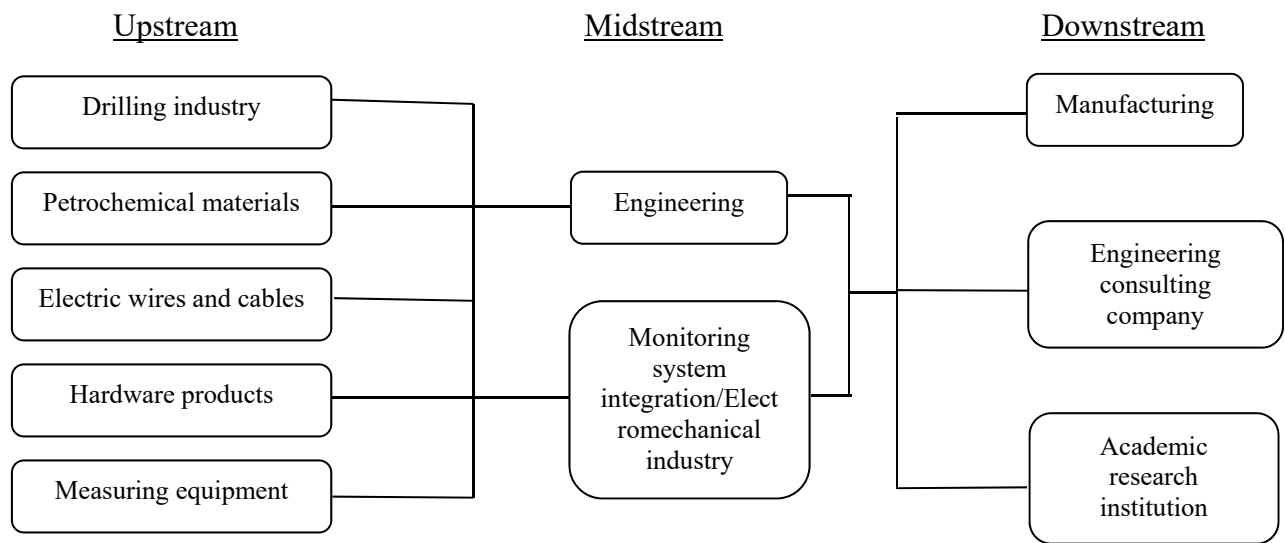 Upstream
Midstream
Downstream
Drilling industry
Petrochemical materials
Electric wires and cables
Hardware products
Measuring equipment
Engineering
Monitoring
system
integration/Elect
romechanical
industry
Manufacturing
Engineering
consulting
company
Academic
research
institution